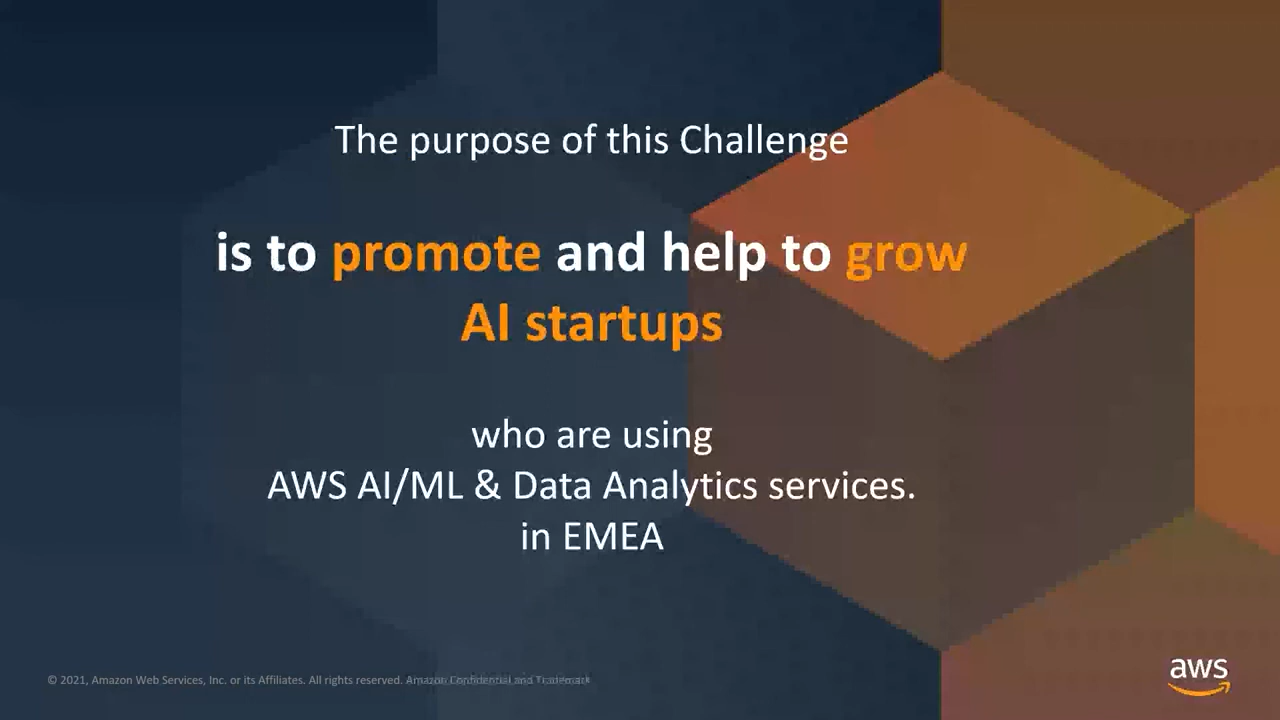 The purpose of this Challenge
is to promote and help to grow
AI startups
who are using
AWS AI/ML & Data Analytics services.
in EMEA
© 2021, Amazon Web Services, Inc. or its Affiliates. All rights reserved. Amazon Confidential and Trademark
aws